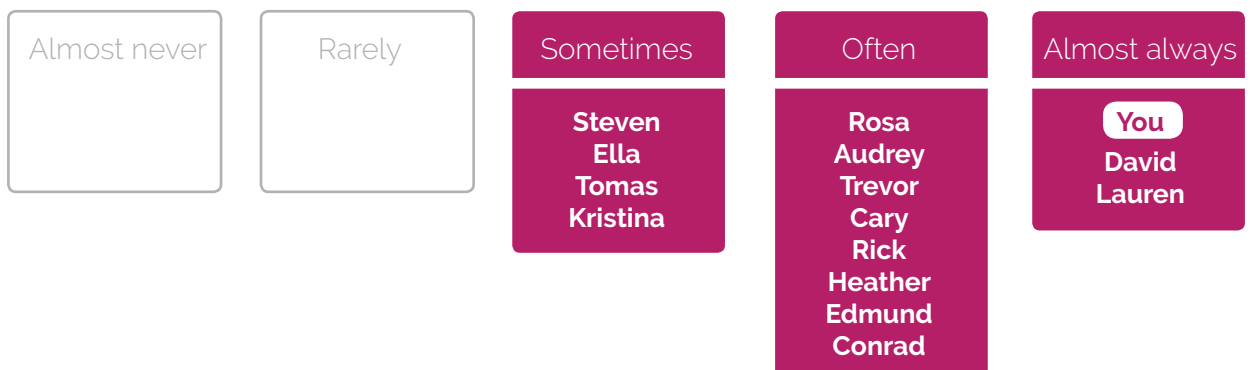 Almost never
Rarely
Sometimes
Steven
Ella
Tomas
Kristina
Often
Rosa
Audrey
Trevor
Cary
Rick
Heather
Edmund
Conrad
Almost always
You
David
Lauren